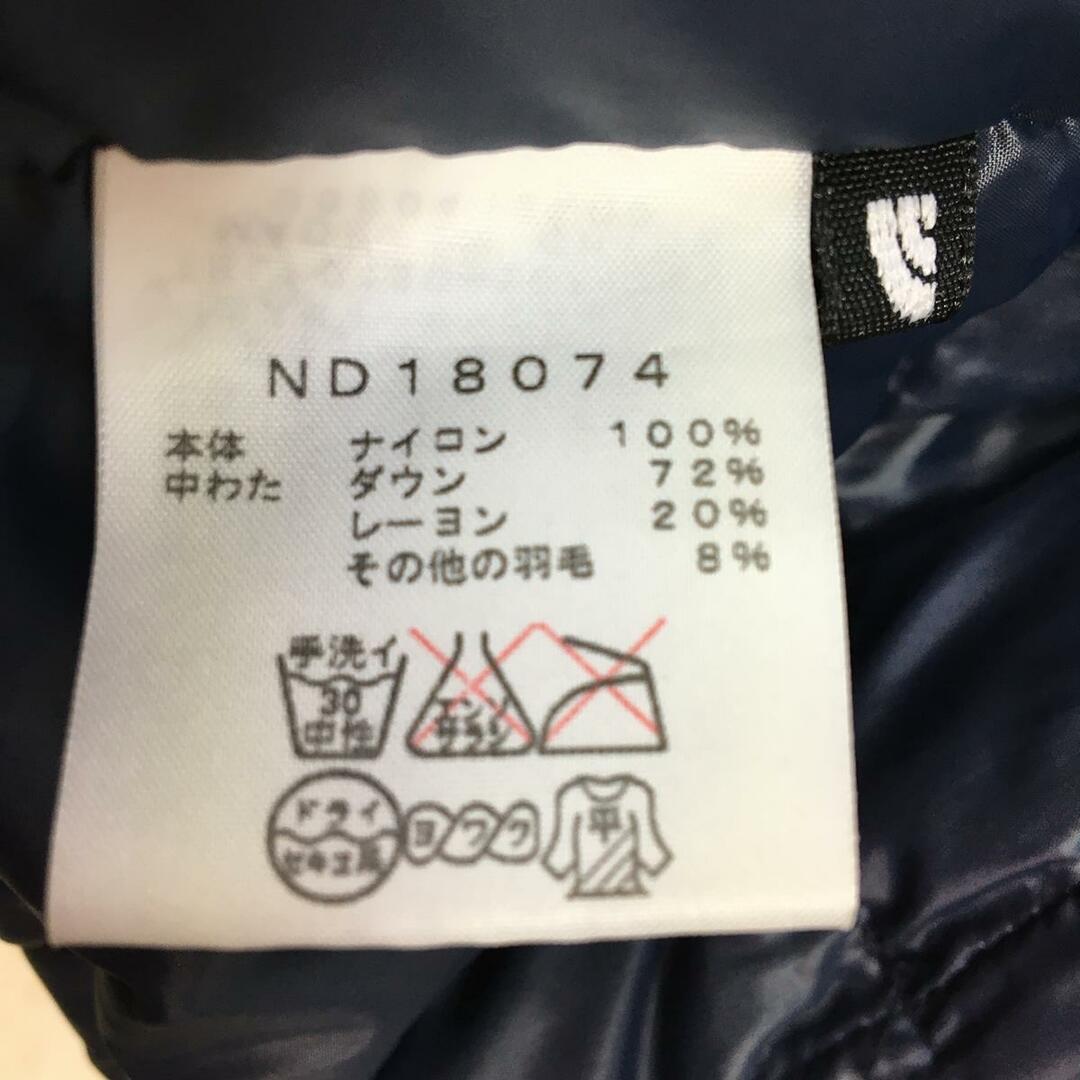 ND18074
本体 ナイロン 100%
中わた ダウン 72%
レーヨン 20%
その他の羽毛 8%
手洗イ
30
中性
エンソ
サラシ
ドライ
セキユ系
ヨワク
平